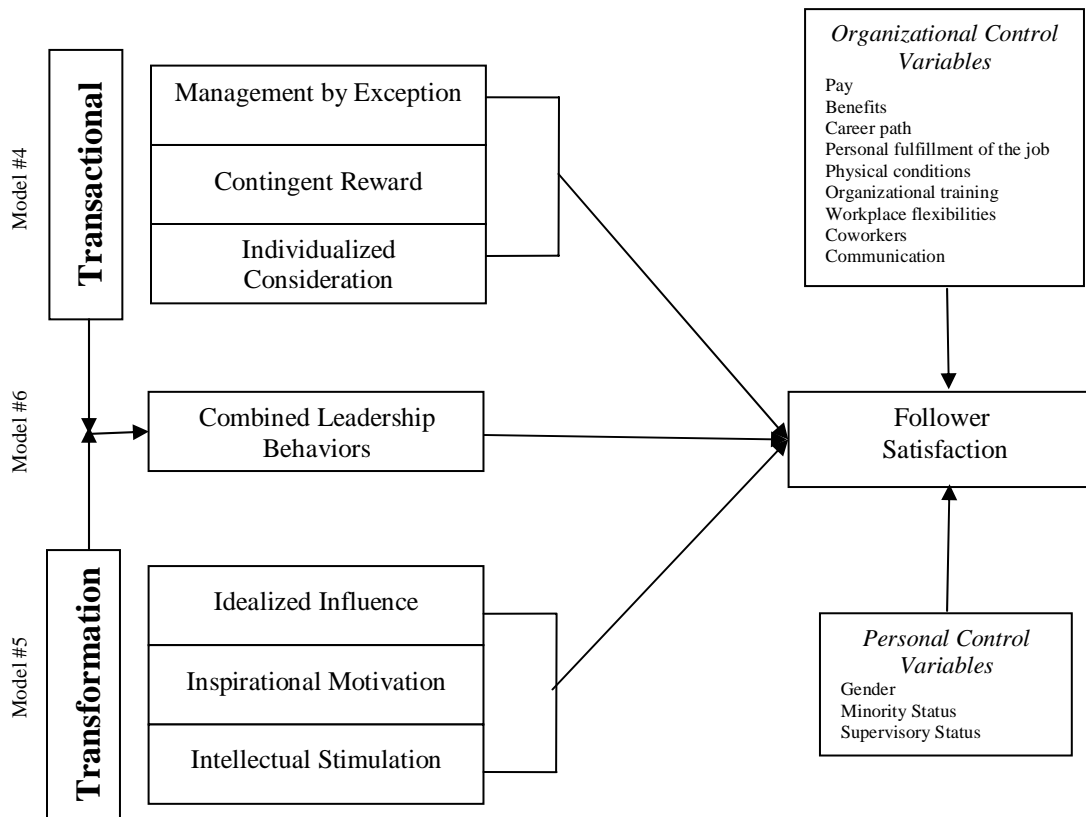 Model #4
Transactional
Management by Exception
Contingent Reward
Individualized
Consideration
Organizational Control
Variables
Pay
Benefits
Career path
Personal fulfillment of the job
Physical conditions
Organizational training
Workplace flexibilities
Coworkers
Communication
Model #6
Combined Leadership
Behaviors
Follower
Satisfaction
Model #5
Transformation
Idealized Influence
Inspirational Motivation
Intellectual Stimulation
Personal Control
Variables
Gender
Minority Status
Supervisory Status